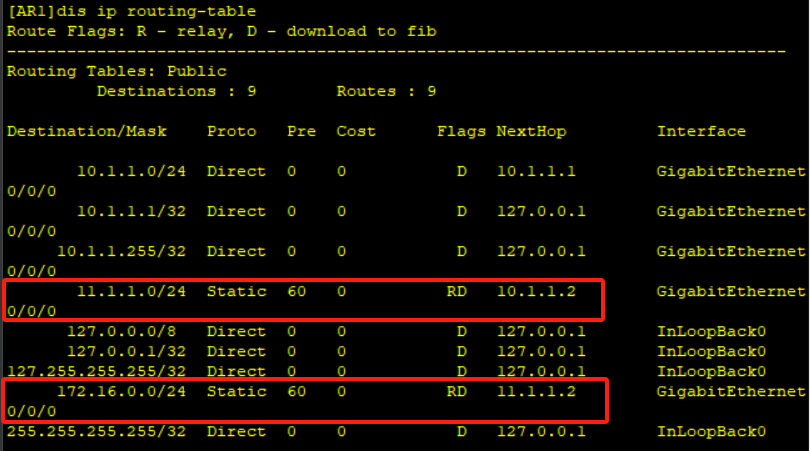 [AR1]dis ip routing-table
Route Flags: R - relay, D - download to fib
------------------------------------------------------------------------------
Routing Tables: Public
         Destinations : 9        Routes : 9
Destination/Mask    Proto   Pre  Cost      Flags NextHop         Interface
       10.1.1.0/24  Direct  0    0           D   10.1.1.1        GigabitEthernet
0/0/0
       10.1.1.1/32  Direct  0    0           D   127.0.0.1       GigabitEthernet
0/0/0
     10.1.1.255/32  Direct  0    0           D   127.0.0.1       GigabitEthernet
0/0/0
       11.1.1.0/24  Static  60   0          RD   10.1.1.2        GigabitEthernet
0/0/0
      127.0.0.0/8   Direct  0    0           D   127.0.0.1       InLoopBack0
      127.0.0.1/32  Direct  0    0           D   127.0.0.1       InLoopBack0
127.255.255.255/32  Direct  0    0           D   127.0.0.1       InLoopBack0
     172.16.0.0/24  Static  60   0          RD   11.1.1.2        GigabitEthernet
0/0/0
255.255.255.255/32  Direct  0    0           D   127.0.0.1       InLoopBack0